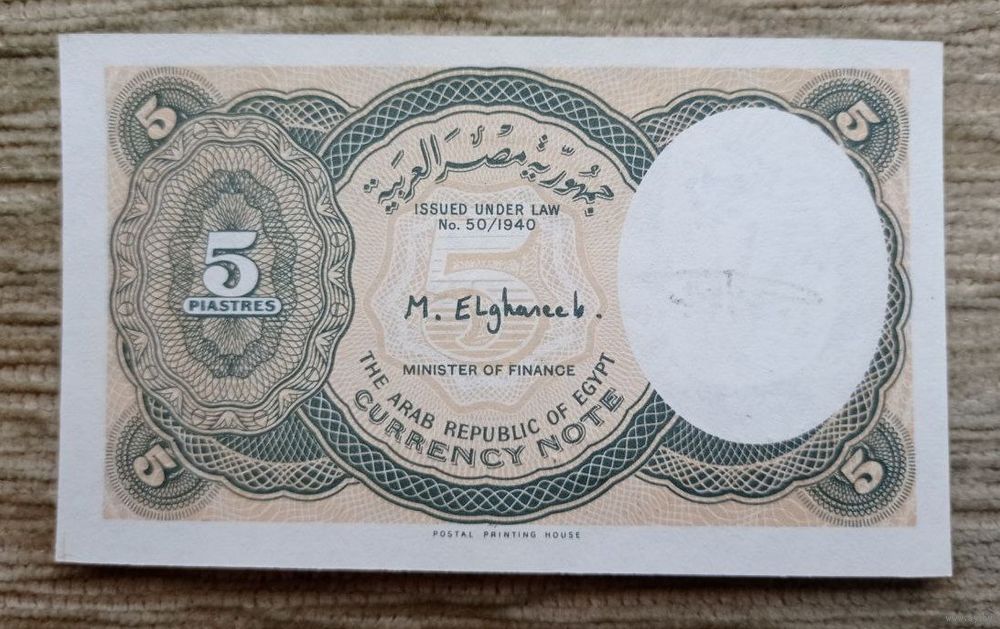 5
5
جمهورية مصر العربية
ISSUED UNDER LAW
No. 50/1940
5
PIASTRES
5
M. Elghareeb.
MINISTER OF FINANCE
THE ARAB REPUBLIC OF EGYPT
CURRENCY NOTE
5
5
POSTAL PRINTING HOUSE